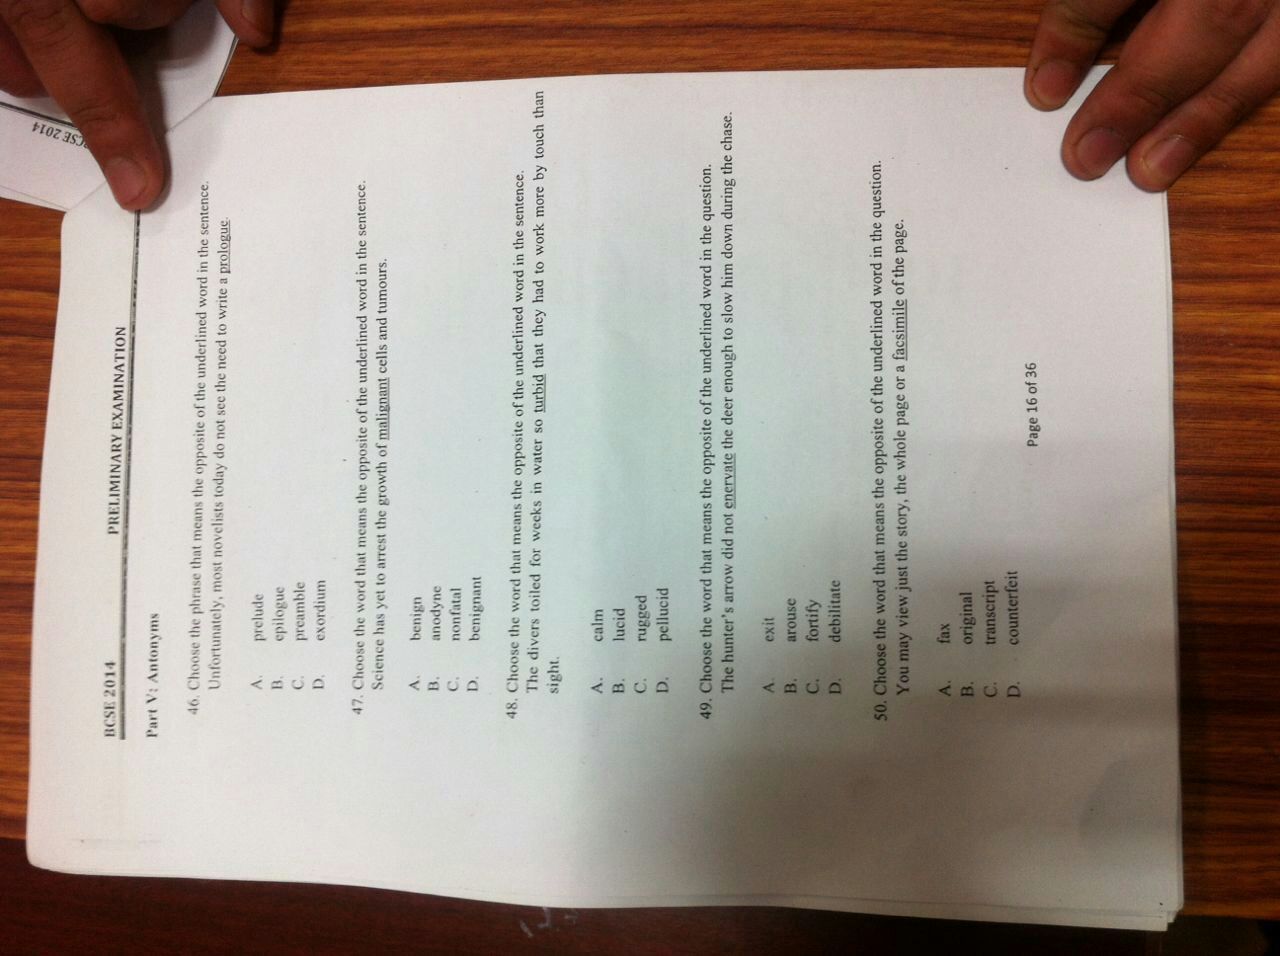 BCSE 2014 PRELIMINARY EXAMINATION
Part V: Antonyms
46. Choose the phrase that means the opposite of the underlined word in the sentence.
Unfortunately, most novelists today do not see the need to write a prologue.
A. prelude
B. epilogue
C. preamble
D. exordium
47. Choose the word that means the opposite of the underlined word in the sentence.
Science has yet to arrest the growth of malignant cells and tumours.
A. benign
B. anodyne
C. nonfatal
D. benignant
48. Choose the word that means the opposite of the underlined word in the sentence.
The divers toiled for weeks in water so turbid that they had to work more by touch than
sight.
A. calm
B. lucid
C. rugged
D. pellucid
49. Choose the word that means the opposite of the underlined word in the question.
The hunter's arrow did not enervate the deer enough to slow him down during the chase.
A. exit
B. arouse
C. fortify
D. debilitate
50. Choose the word that means the opposite of the underlined word in the question.
You may view just the story, the whole page or a facsimile of the page.
A. fax
B. original
C. transcript
D. counterfeit
Page 16 of 36
BCSE 2014